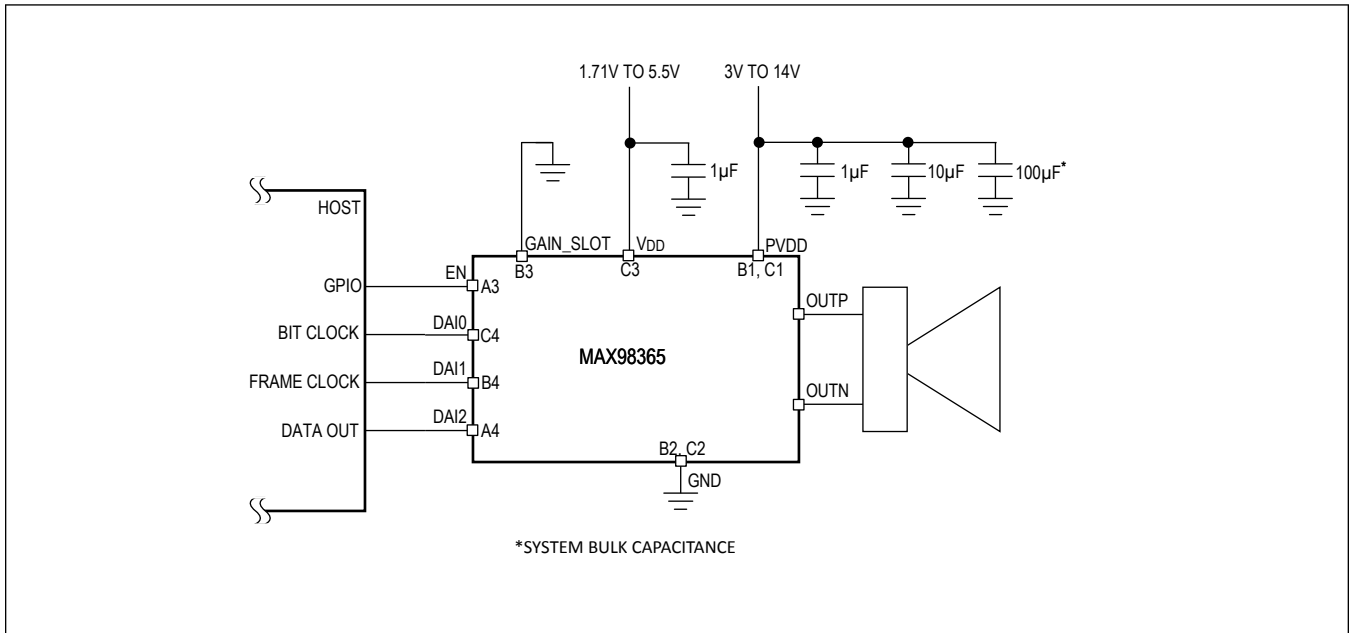 1.71V TO 5.5V
3V TO 14V
1µF
1µF
10µF
100µF*
HOST
GAIN_SLOT
VDD
PVDD
B3
C3
B1, C1
GPIO
EN
A3
BIT CLOCK
DAI0
C4
FRAME CLOCK
DAI1
B4
DATA OUT
DAI2
A4
MAX98365
OUTP
OUTN
B2, C2
GND
*SYSTEM BULK CAPACITANCE